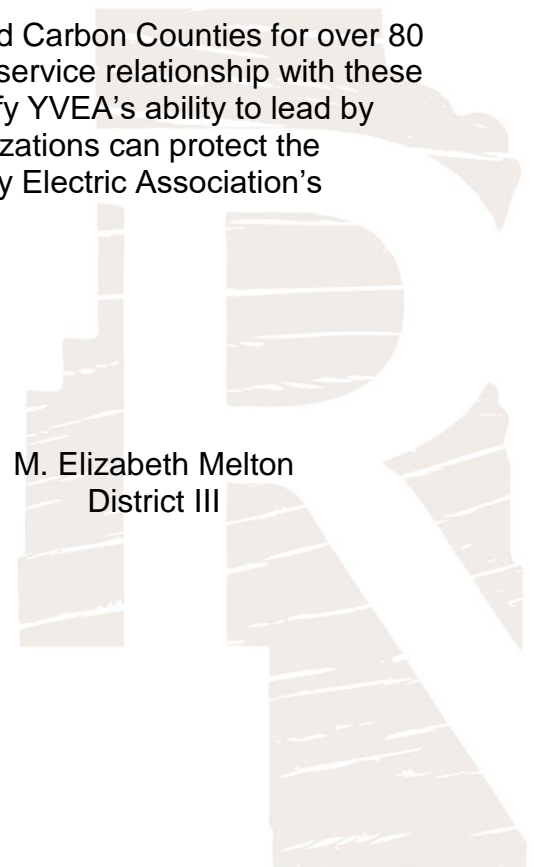 d Carbon Counties for over 80
service relationship with these
fy YVEA's ability to lead by
zations can protect the
y Electric Association's
M. Elizabeth Melton
District III